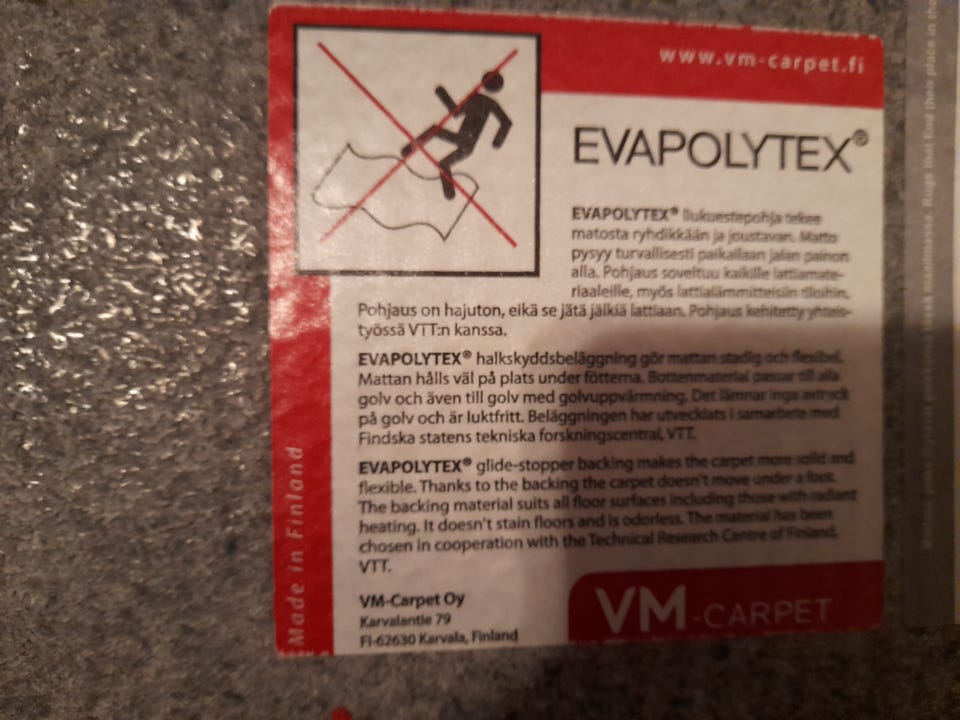 www.vm-carpet.fi
EVAPOLYTEX®
EVAPOLYTEX® liukuestepohja tekee
matosta ryhdikkään ja joustavan. Matto
pysyy turvallisesti paikallaan jalan painon
alla. Pohjaus soveltuu kaikille lattiamate-
riaaleille, myös lattialämmitteisiin tiloihin.
Pohjaus on hajuton, eikä se jätä jälkiä lattiaan. Pohjaus kehitetty yhteis-
työssä VTT:n kanssa.
EVAPOLYTEX® halkskyddsbeläggning gör mattan stadig och flexibel.
Mattan hålls väl på plats under fötterna. Bottenmaterial passar till alla
golv och även till golv med golvuppvärmning. Det lämnar inga avtryck
på golv och är luktfritt. Beläggningen har utvecklats i samarbete med
Findska statens tekniska forskningscentral, VTT.
EVAPOLYTEX® glide-stopper backing makes the carpet more solid and
flexible. Thanks to the backing the carpet doesn't move under a foot.
The backing material suits all floor surfaces including those with radiant
heating. It doesn't stain floors and is odorless. The material has been
chosen in cooperation with the Technical Research Centre of Finland,
VTT.
VM-Carpet Oy
Karvalantie 79
FI-62630 Karvala, Finland
VM-CARPET
Made in Finland
Rugs that find their place in the